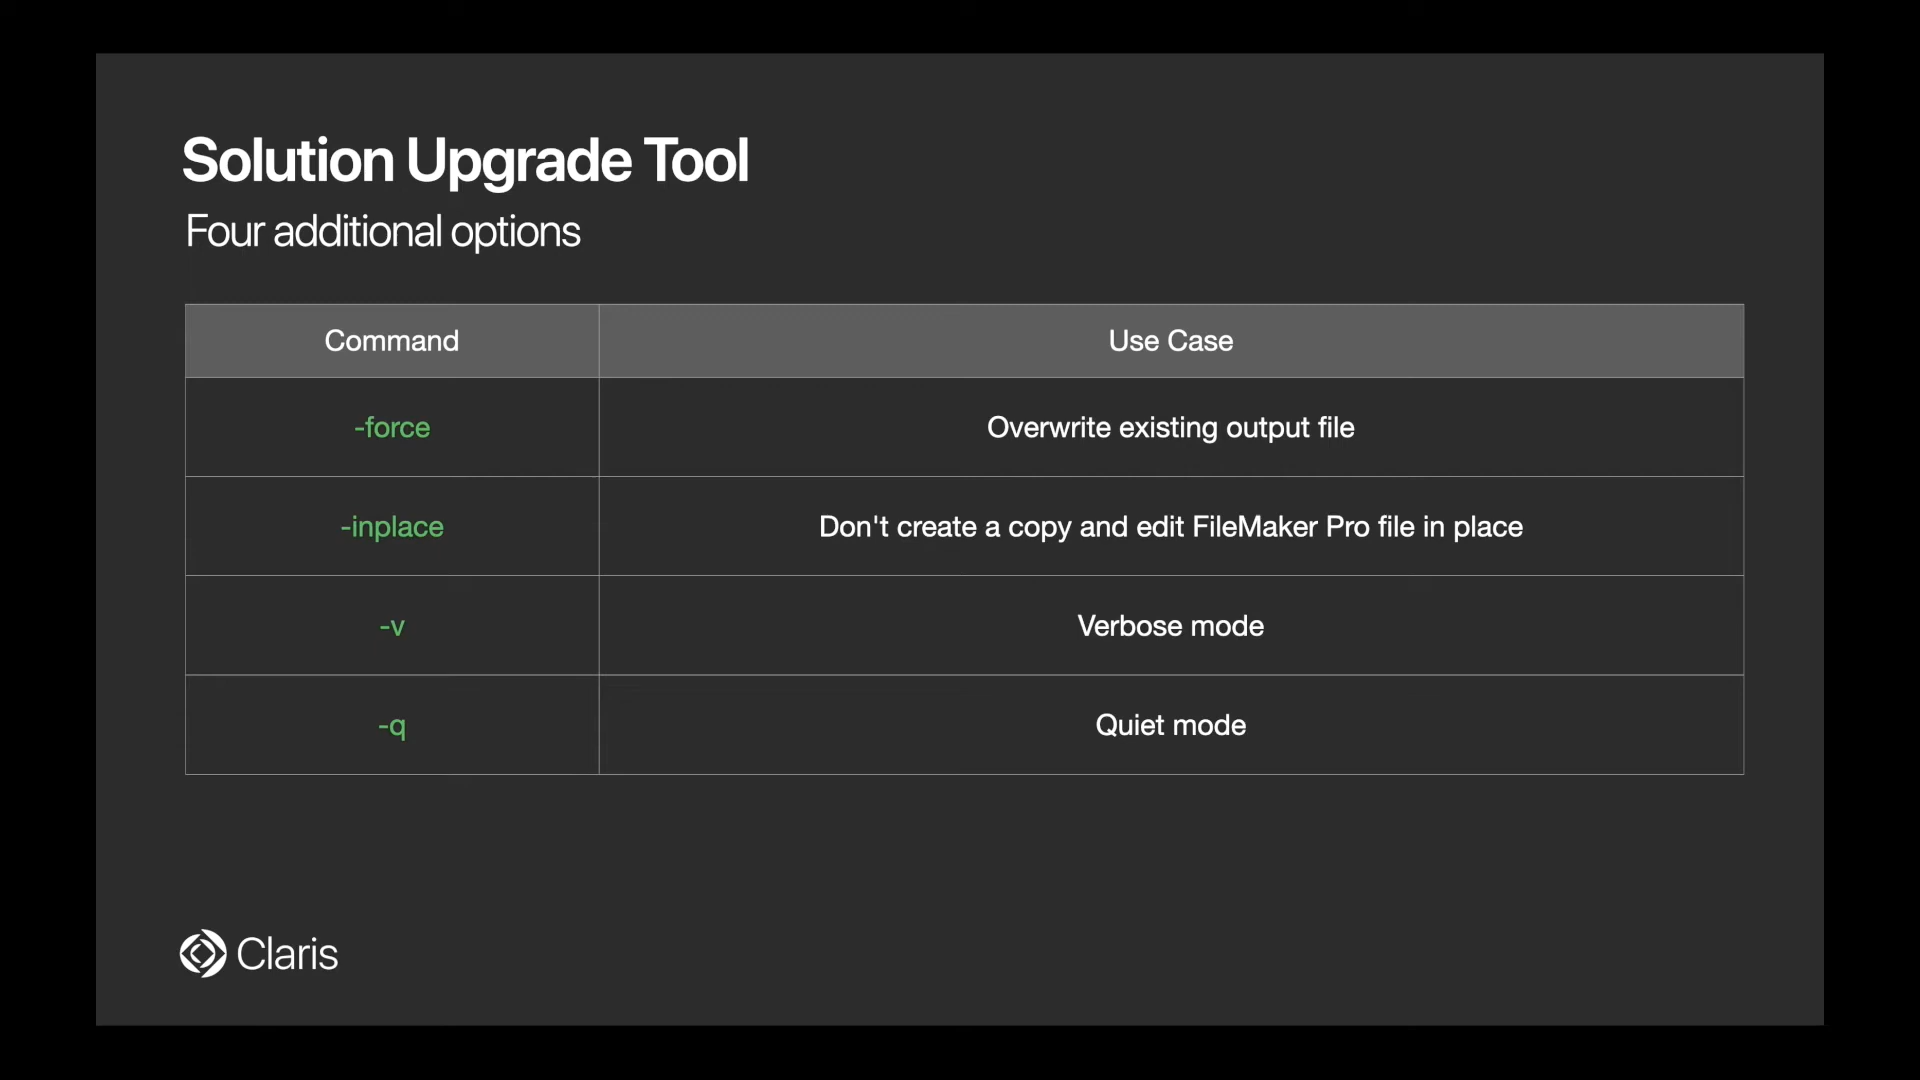 Solution Upgrade Tool
Four additional options
Command Use Case
-force Overwrite existing output file
-inplace Don't create a copy and edit FileMaker Pro file in place
-v Verbose mode
-q Quiet mode
Claris